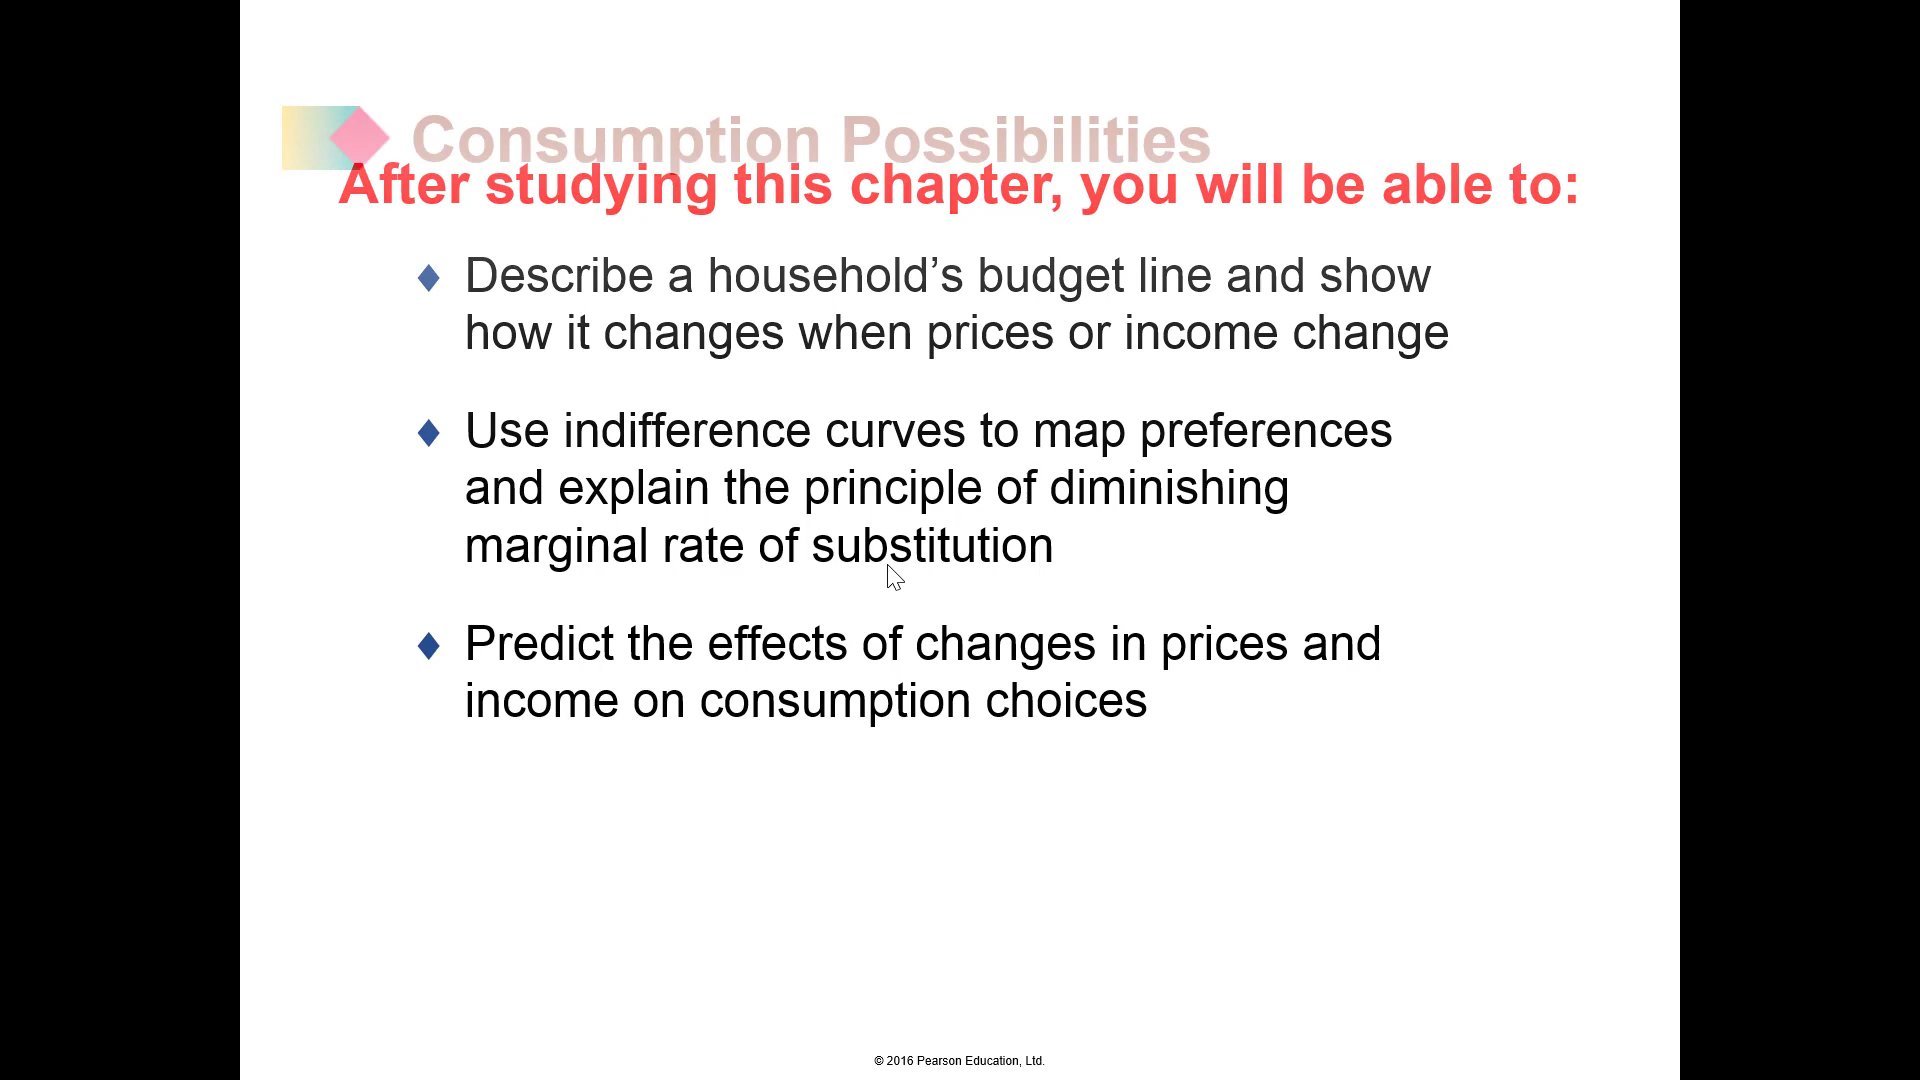 Consumption Possibilities
After studying this chapter, you will be able to:
♦ Describe a household’s budget line and show
how it changes when prices or income change
♦ Use indifference curves to map preferences
and explain the principle of diminishing
marginal rate of substitution
♦ Predict the effects of changes in prices and
income on consumption choices
© 2016 Pearson Education, Ltd.